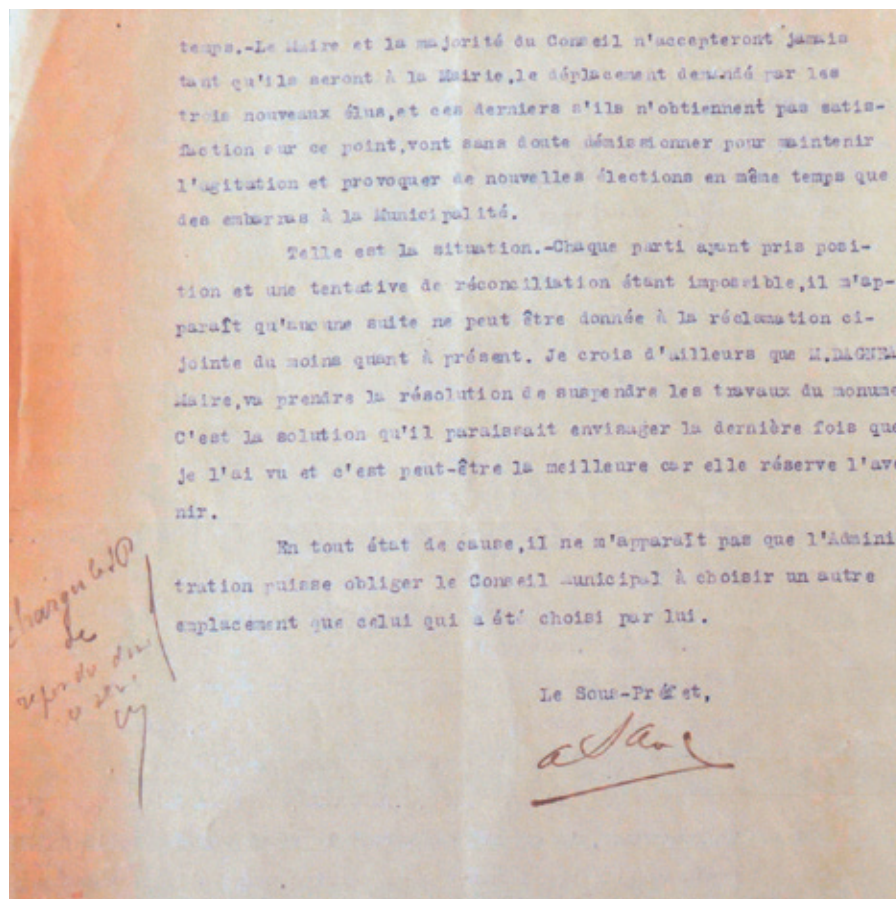 temps.-Le Maire et la majorité du Conseil n'accepteront jamais
tant qu'ils seront à la Mairie,le déplacement demandé par les
trois nouveaux élus,et ces derniers s'ils n'obtiennent pas satis-
faction sur ce point,vont sans doute démissionner pour maintenir
l'agitation et provoquer de nouvelles élections en même temps que
des embarras à la Municipalité.
Telle est la situation.-Chaque parti ayant pris posi-
tion et une tentative de réconciliation étant impossible,il m'ap-
paraît qu'aucune suite ne peut être donnée à la réclamation ci-
jointe du moins quant à présent. Je crois d'ailleurs que M.DAGNEA
Maire,va prendre la résolution de suspendre les travaux du monume
C'est la solution qu'il paraissait envisager la dernière fois que
je l'ai vu et c'est peut-être la meilleure car elle réserve l'ave
nir.
En tout état de cause,il ne m'apparaît pas que l'Admini
tration puisse obliger le Conseil Municipal à choisir un autre
emplacement que celui qui a été choisi par lui.
de
Le Sous-Préfet,